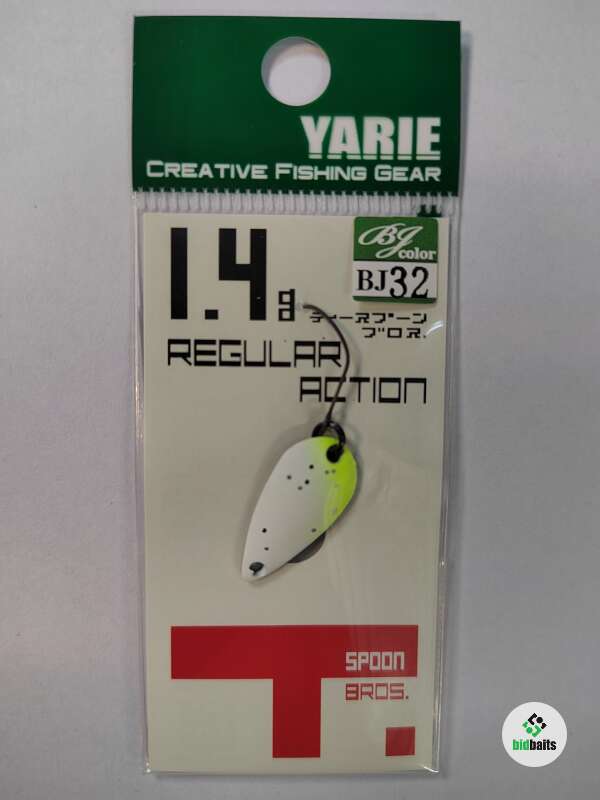 YARIE
CREATIVE FISHING GEAR
BJ
color
BJ32
1.4g
ティースプーン
ブロス.
REGULAR
ACTION
T.
SPOON
BROS.
bidbaits